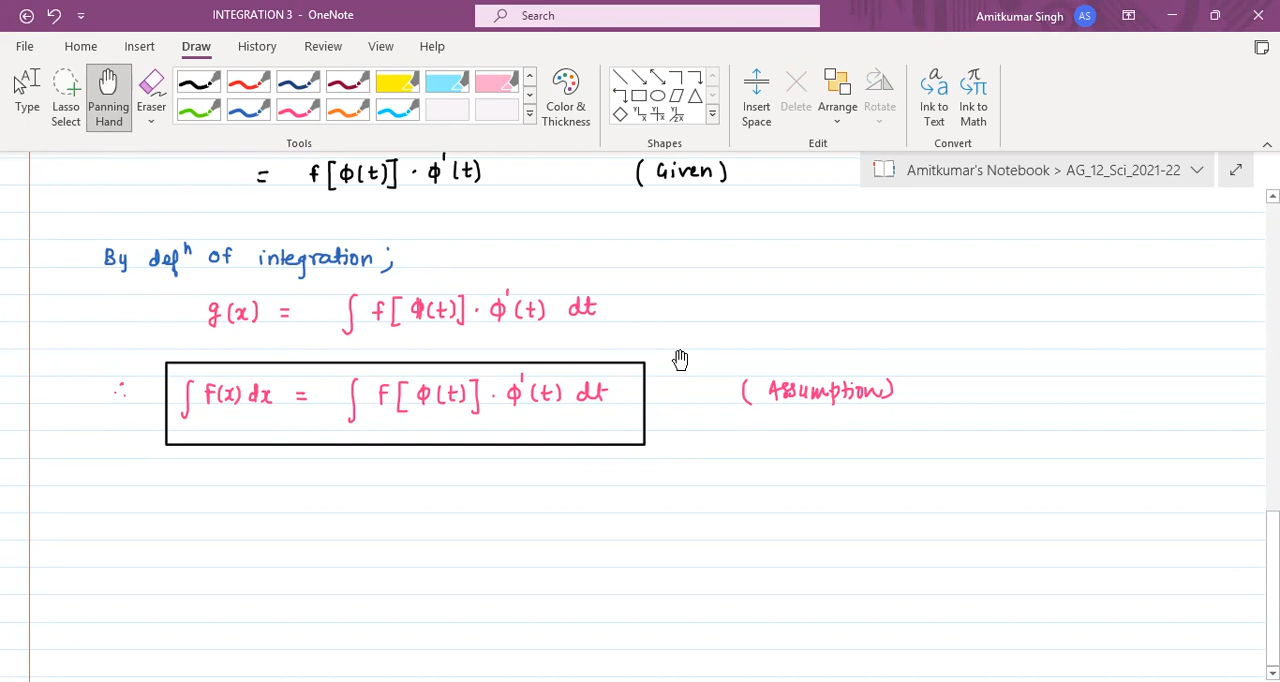 INTEGRATION 3 - OneNote
Search
Amitkumar Singh
AS
File Home Insert Draw History Review View Help
Type
Lasso Select
Panning Hand
Eraser
Color & Thickness
Insert Space
Delete
Arrange
Rotate
Ink to Text
Ink to Math
Tools
Shapes
Edit
Convert
Amitkumar's Notebook > AG_12_Sci_2021-22
= f[ϕ(t)] · ϕ'(t) (Given)
By defⁿ of integration;
g(x) = ∫ f[ϕ(t)] · ϕ'(t) dt
∴ ∫ f(x) dx = ∫ f[ϕ(t)] · ϕ'(t) dt (Assumption)